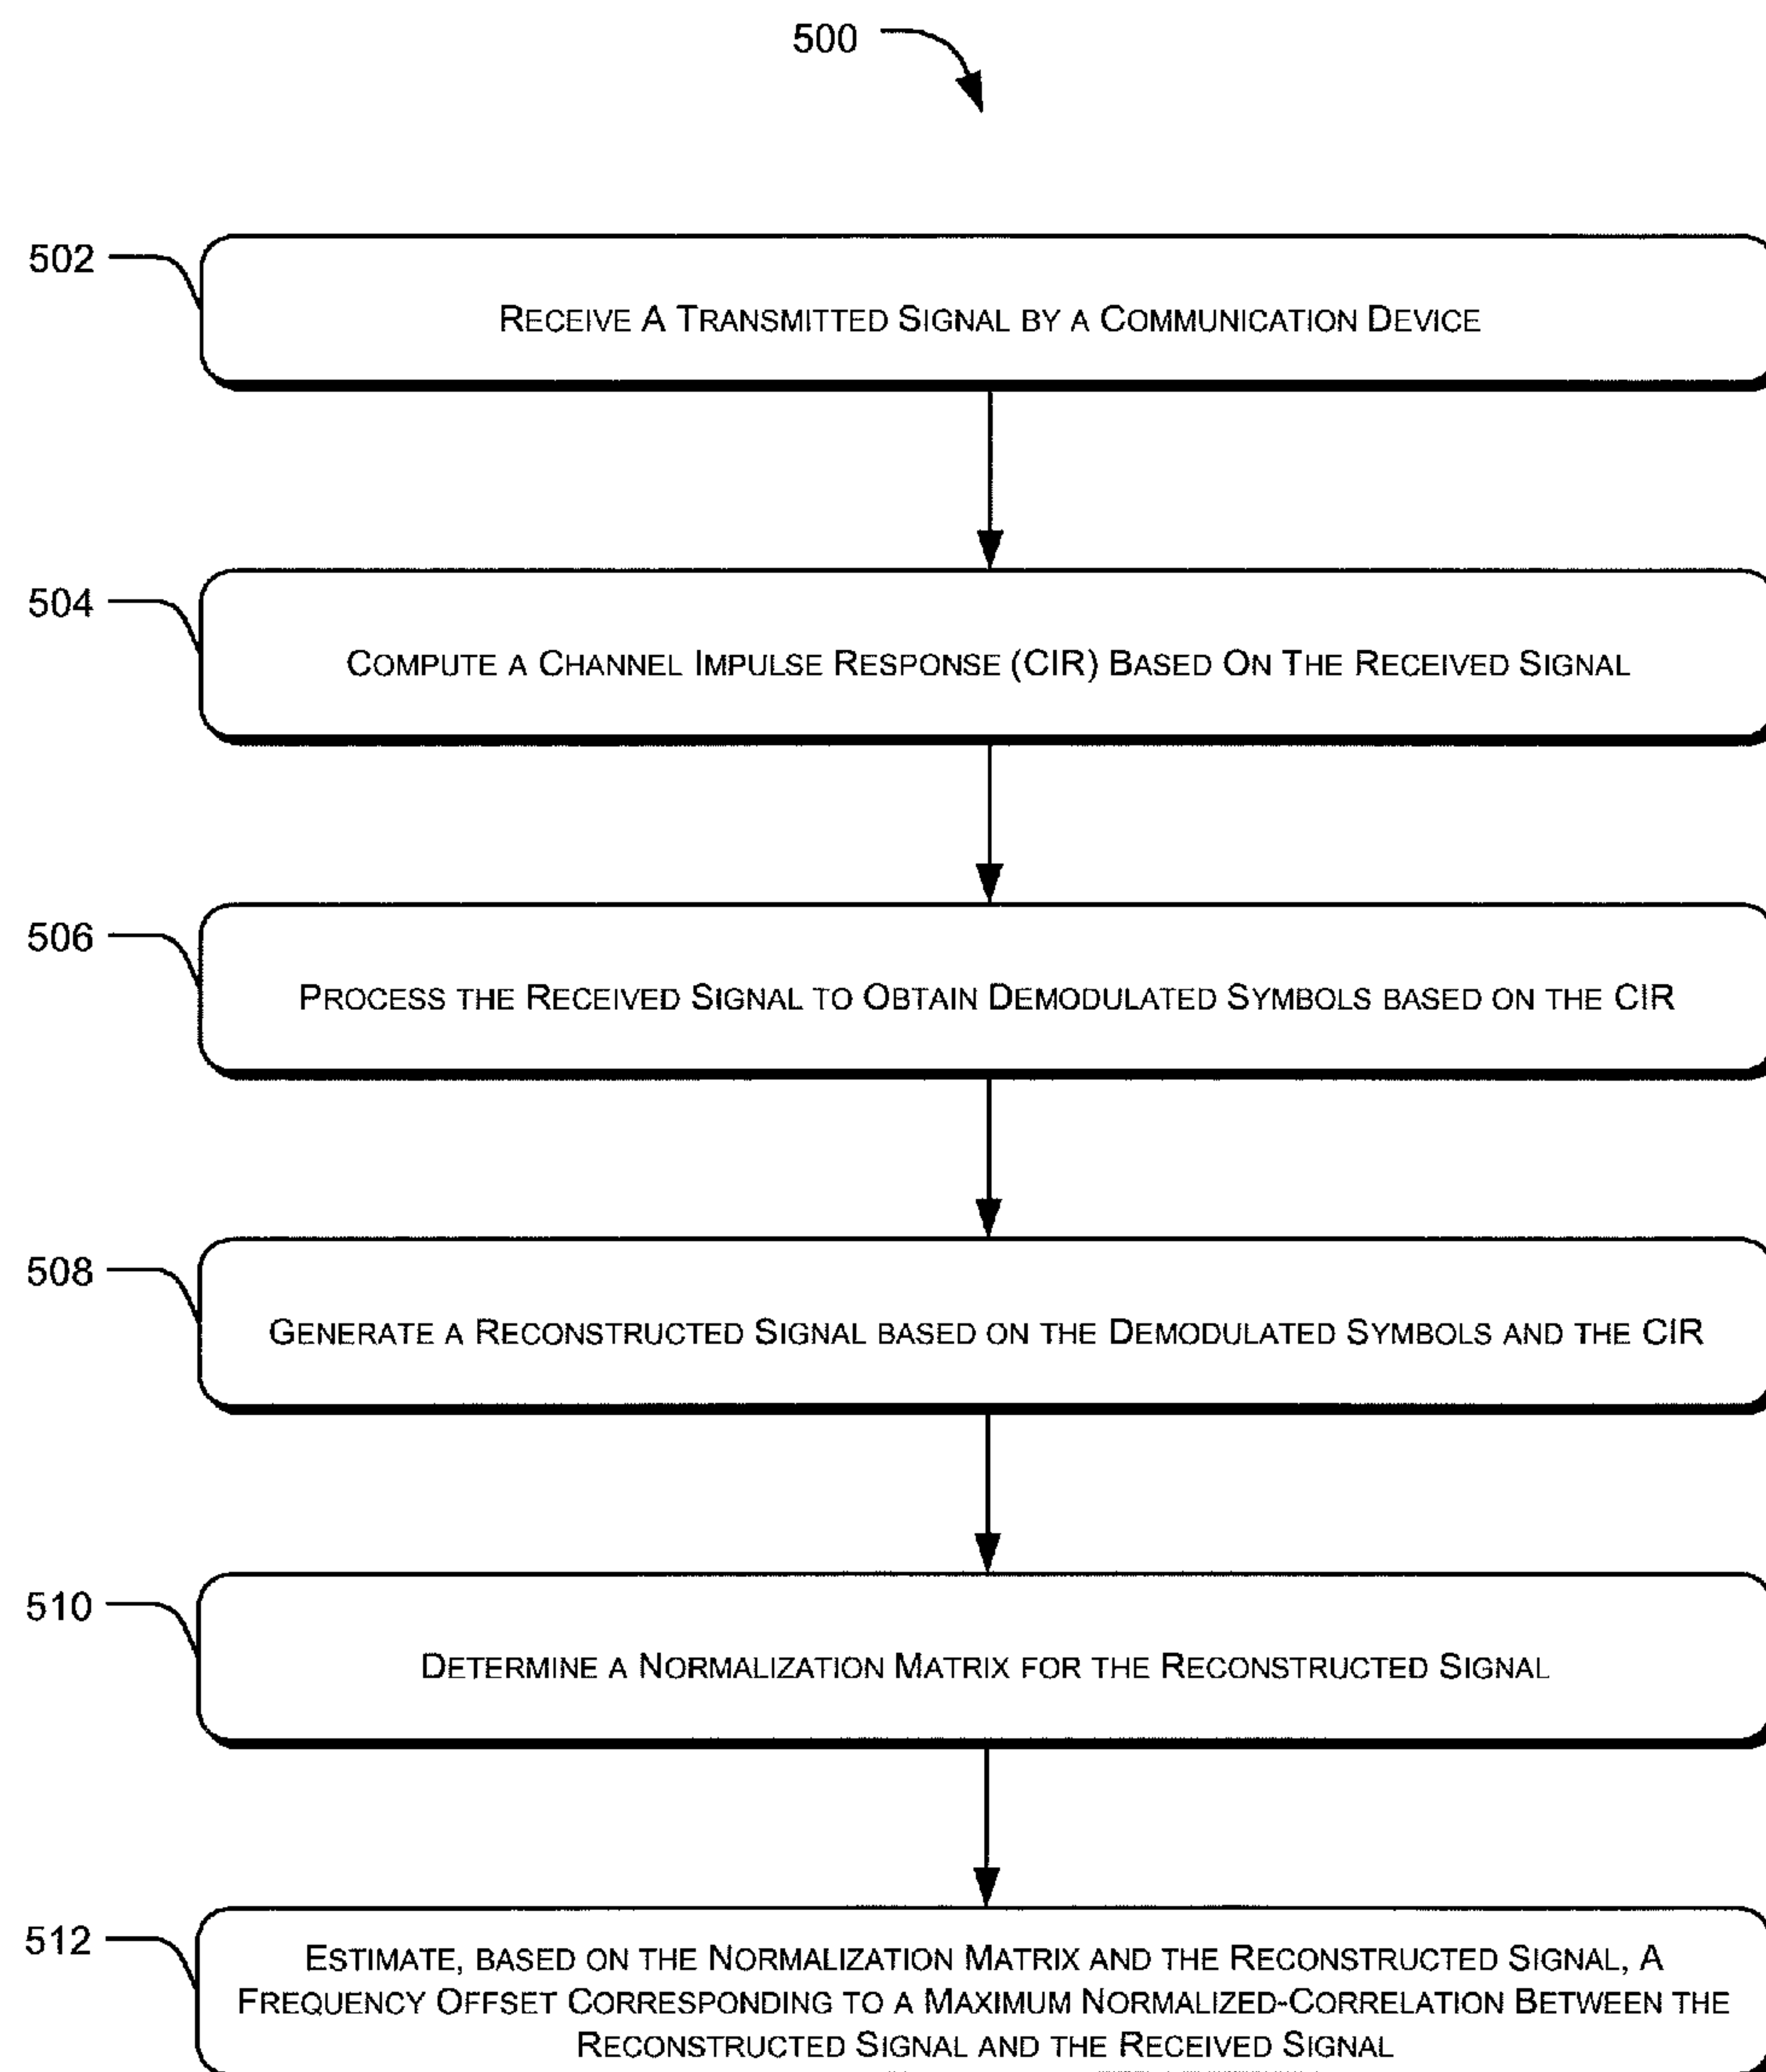 500
502
RECEIVE A TRANSMITTED SIGNAL BY A COMMUNICATION DEVICE
504
COMPUTE A CHANNEL IMPULSE RESPONSE (CIR) BASED ON THE RECEIVED SIGNAL
506
PROCESS THE RECEIVED SIGNAL TO OBTAIN DEMODULATED SYMBOLS BASED ON THE CIR
508
GENERATE A RECONSTRUCTED SIGNAL BASED ON THE DEMODULATED SYMBOLS AND THE CIR
510
DETERMINE A NORMALIZATION MATRIX FOR THE RECONSTRUCTED SIGNAL
512
ESTIMATE, BASED ON THE NORMALIZATION MATRIX AND THE RECONSTRUCTED SIGNAL, A
FREQUENCY OFFSET CORRESPONDING TO A MAXIMUM NORMALIZED-CORRELATION BETWEEN THE
RECONSTRUCTED SIGNAL AND THE RECEIVED SIGNAL